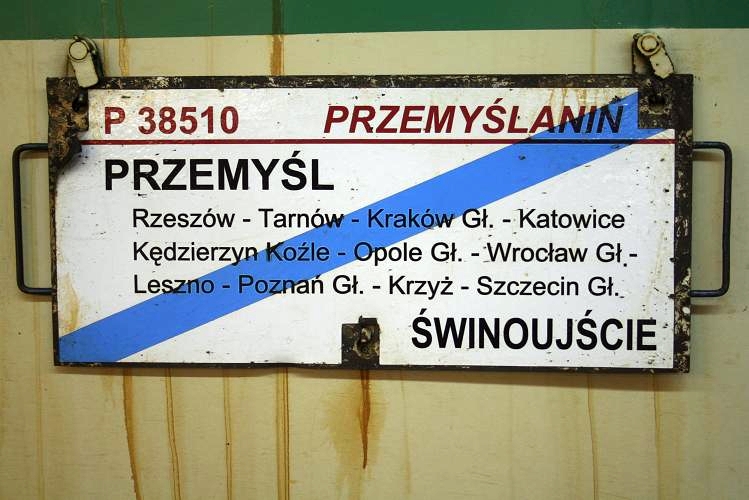 P 38510 PRZEMYŚLANIN
PRZEMYŚL
Rzeszów - Tarnów - Kraków Gł. - Katowice
Kędzierzyn Koźle - Opole Gł. - Wrocław Gł -
Leszno - Poznań Gł. - Krzyż - Szczecin Gł.
ŚWINOUJŚCIE